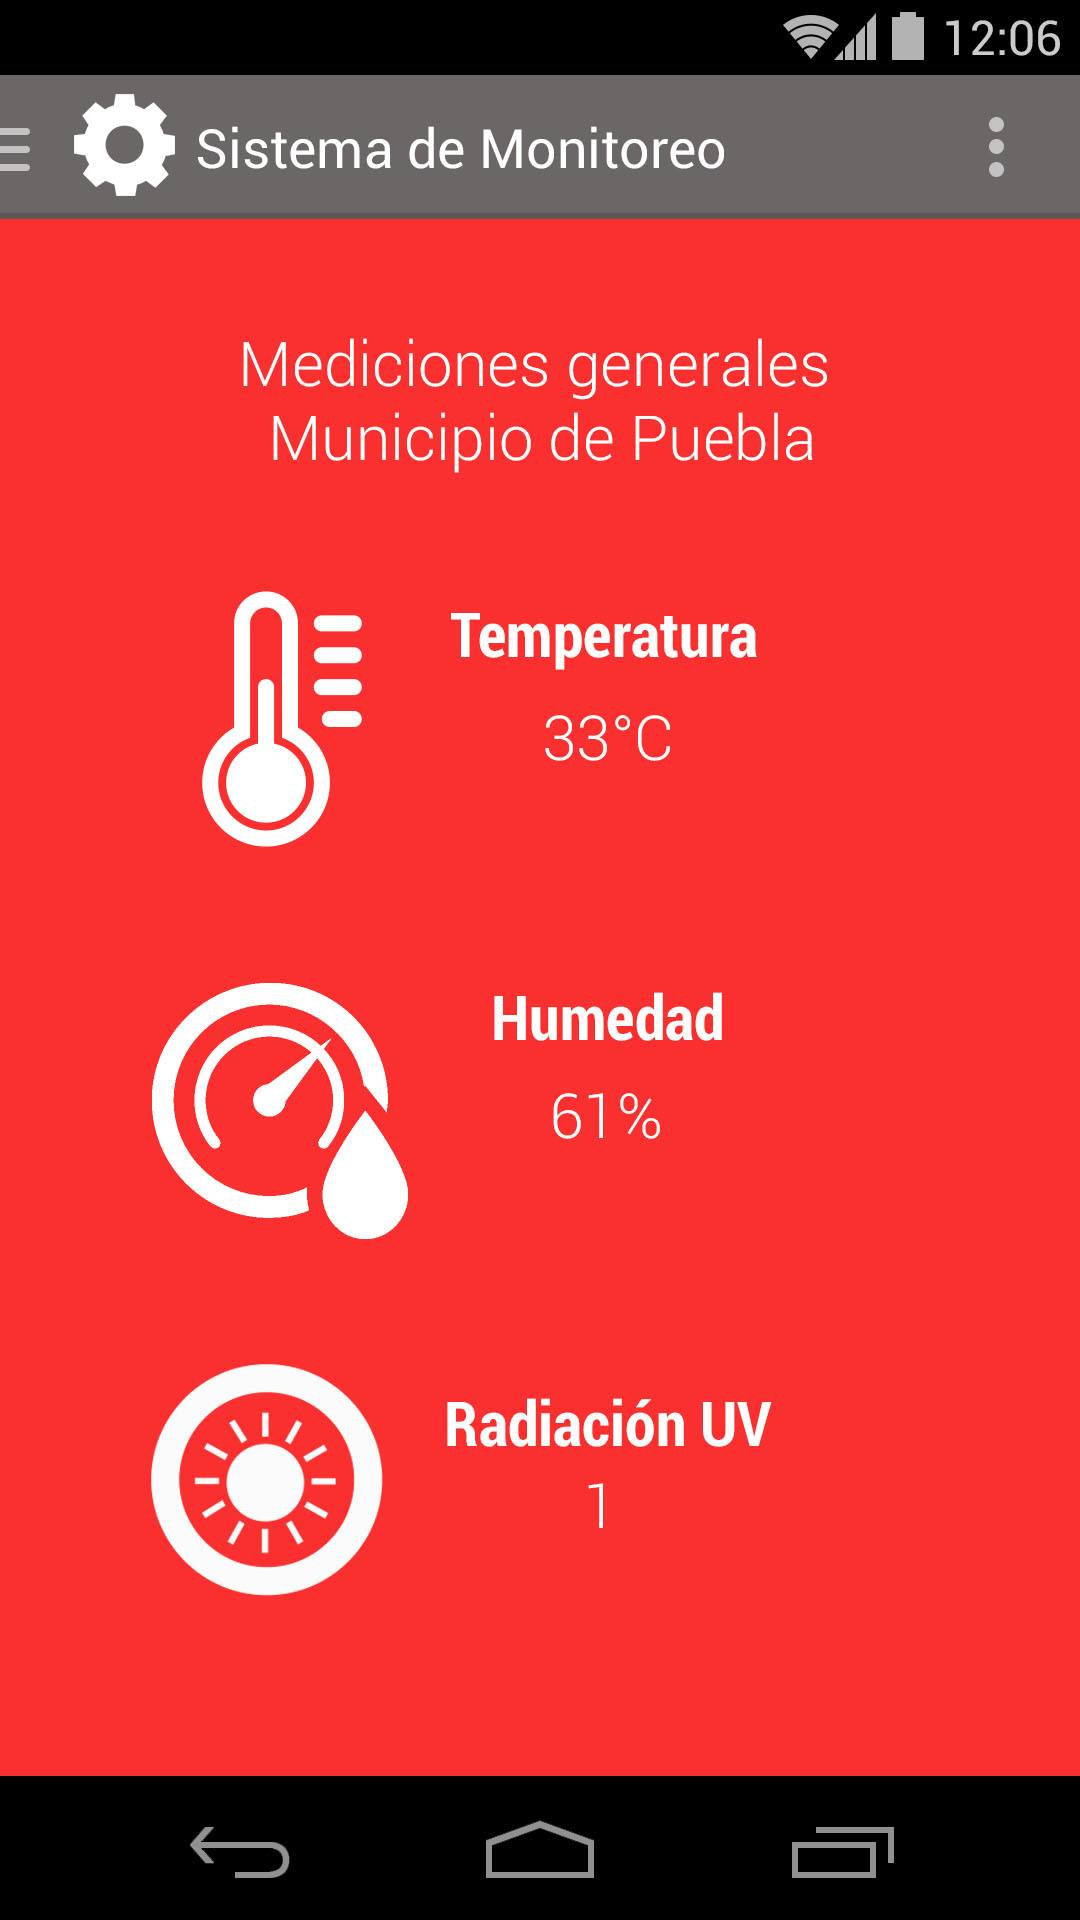 12:06
Sistema de Monitoreo
Mediciones generales
Municipio de Puebla
Temperatura
33°C
Humedad
61%
Radiación UV
1